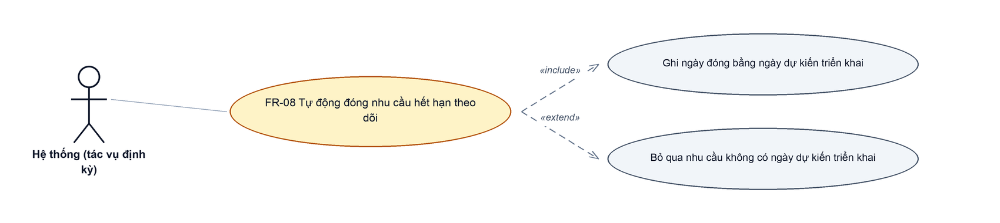 Ghi ngày đóng bằng ngày dự kiến triển khai
«include»
FR-08 Tự động đóng nhu cầu hết hạn theo
dõi
«extend»
Hệ thống (tác vụ định
kỳ)
Bỏ qua nhu cầu không có ngày dự kiến triển khai